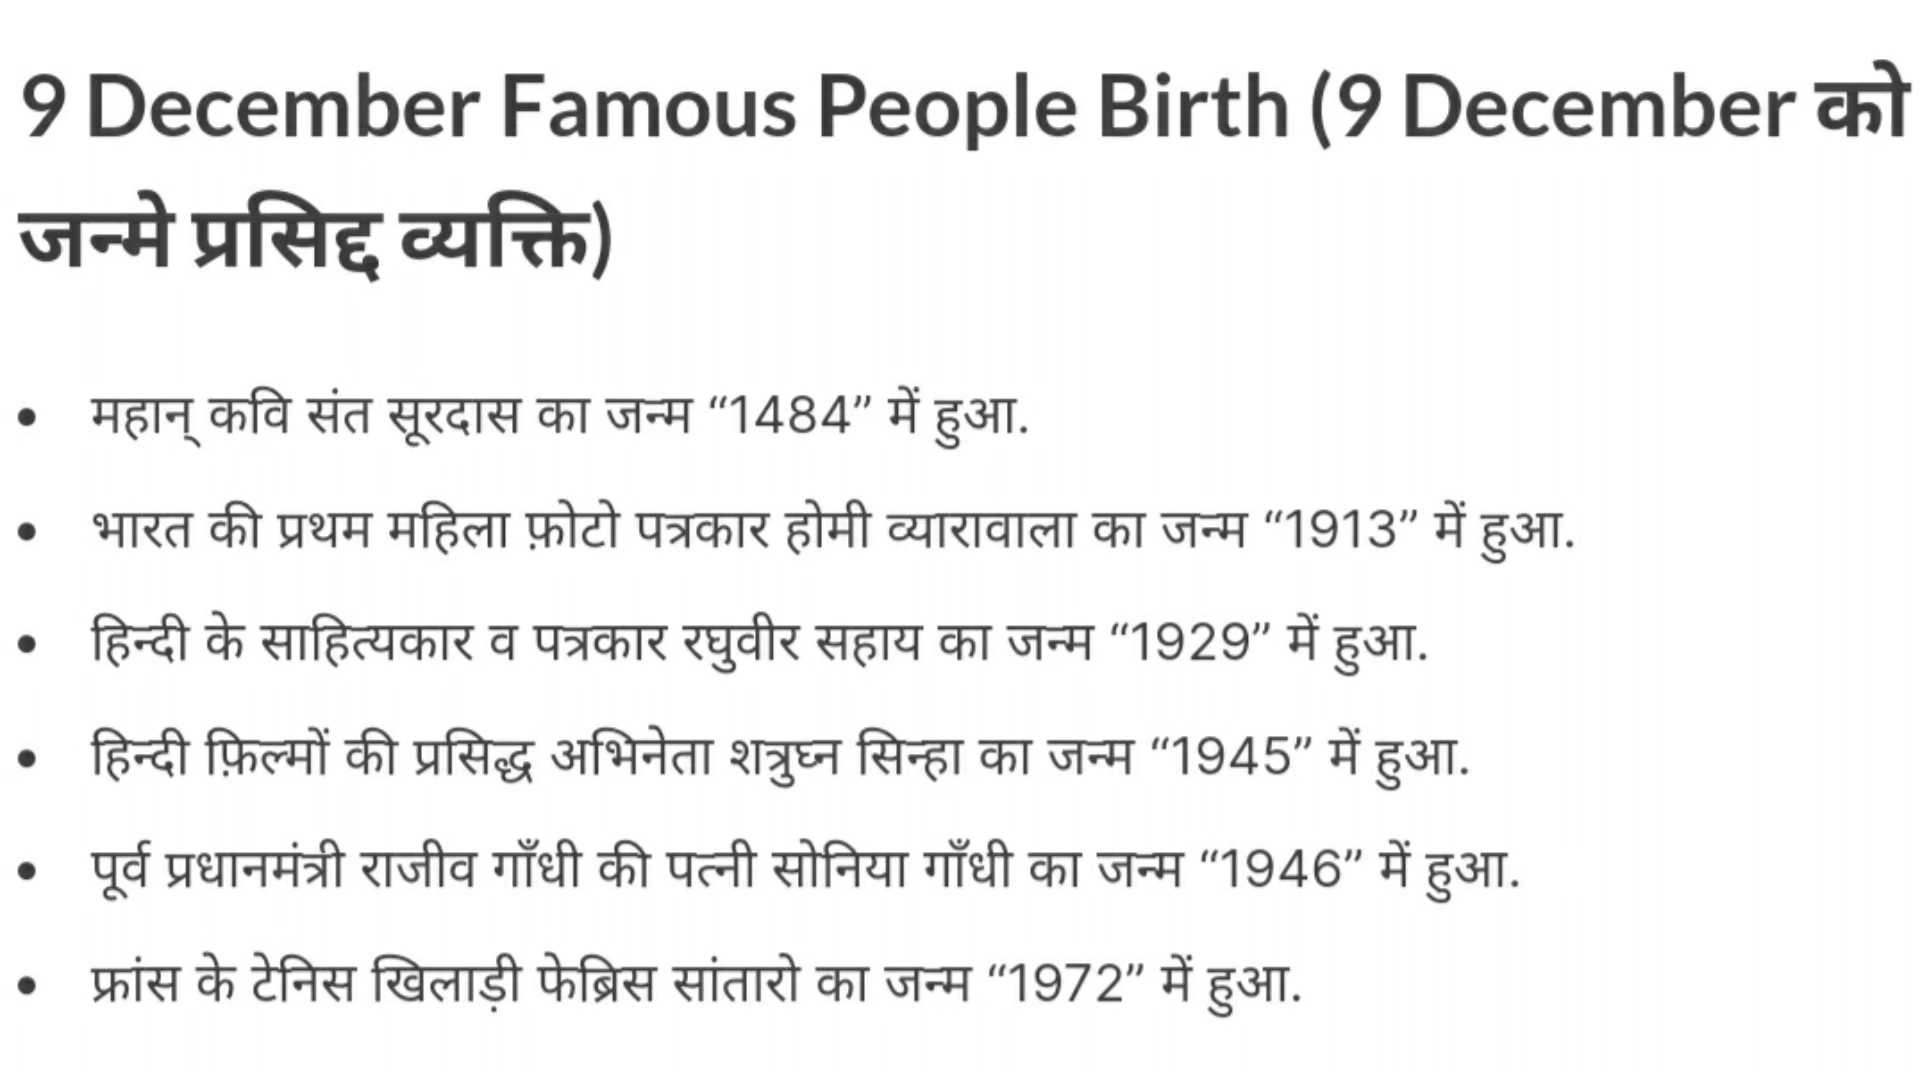 9 December Famous People Birth (9 December को
जन्मे प्रसिद्द व्यक्ति)
• महान् कवि संत सूरदास का जन्म “1484” में हुआ.
• भारत की प्रथम महिला फ़ोटो पत्रकार होमी व्यारावाला का जन्म “1913” में हुआ.
• हिन्दी के साहित्यकार व पत्रकार रघुवीर सहाय का जन्म “1929” में हुआ.
• हिन्दी फ़िल्मों की प्रसिद्ध अभिनेता शत्रुघ्न सिन्हा का जन्म “1945” में हुआ.
• पूर्व प्रधानमंत्री राजीव गाँधी की पत्नी सोनिया गाँधी का जन्म “1946” में हुआ.
• फ्रांस के टेनिस खिलाड़ी फेब्रिस सांतारो का जन्म “1972” में हुआ.